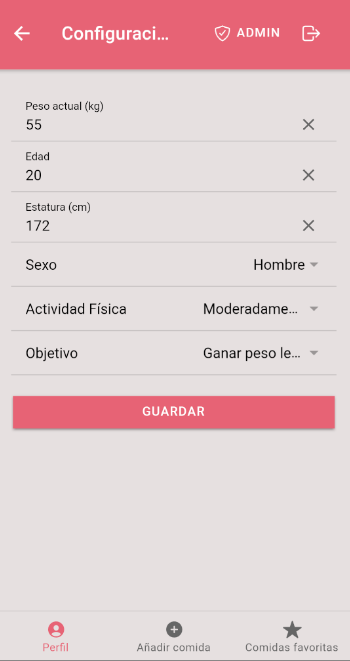 Configuraci... ADMIN
Peso actual (kg)
55
Edad
20
Estatura (cm)
172
Sexo Hombre
Actividad Física Moderadame...
Objetivo Ganar peso le...
GUARDAR
Perfil Añadir comida Comidas favoritas